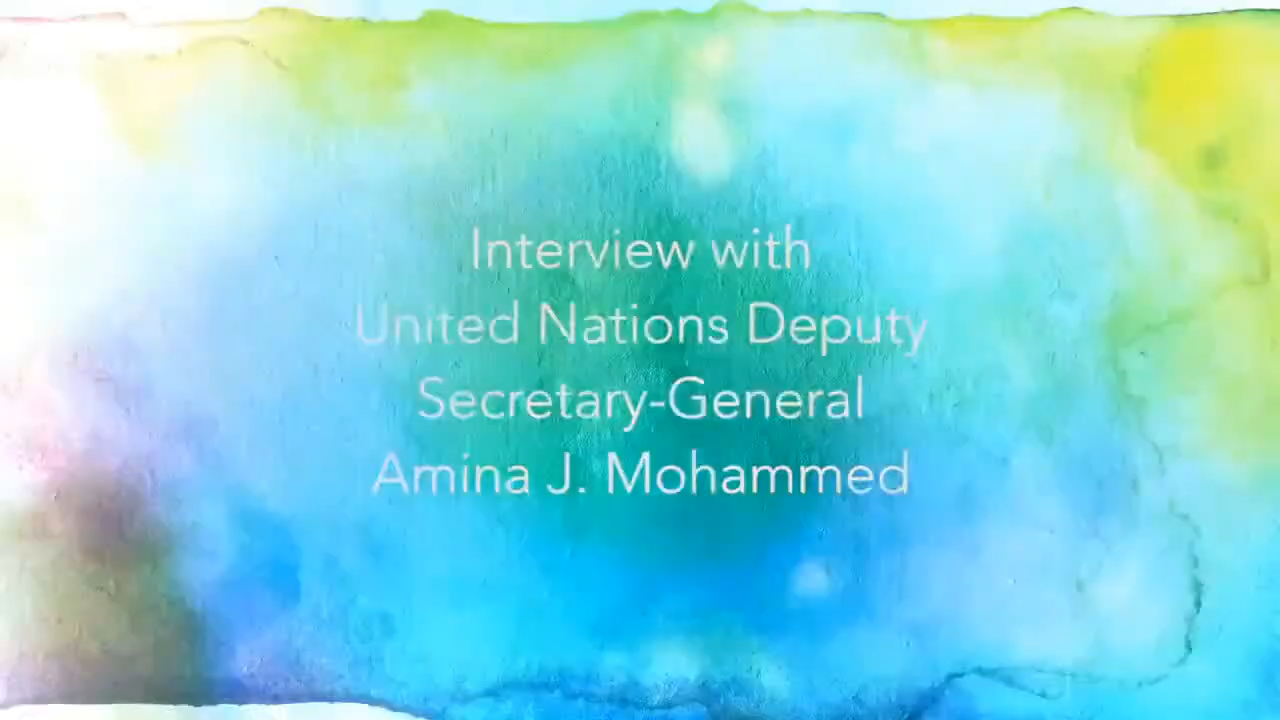 Interview with
United Nations Deputy
Secretary-General
Amina J. Mohammed